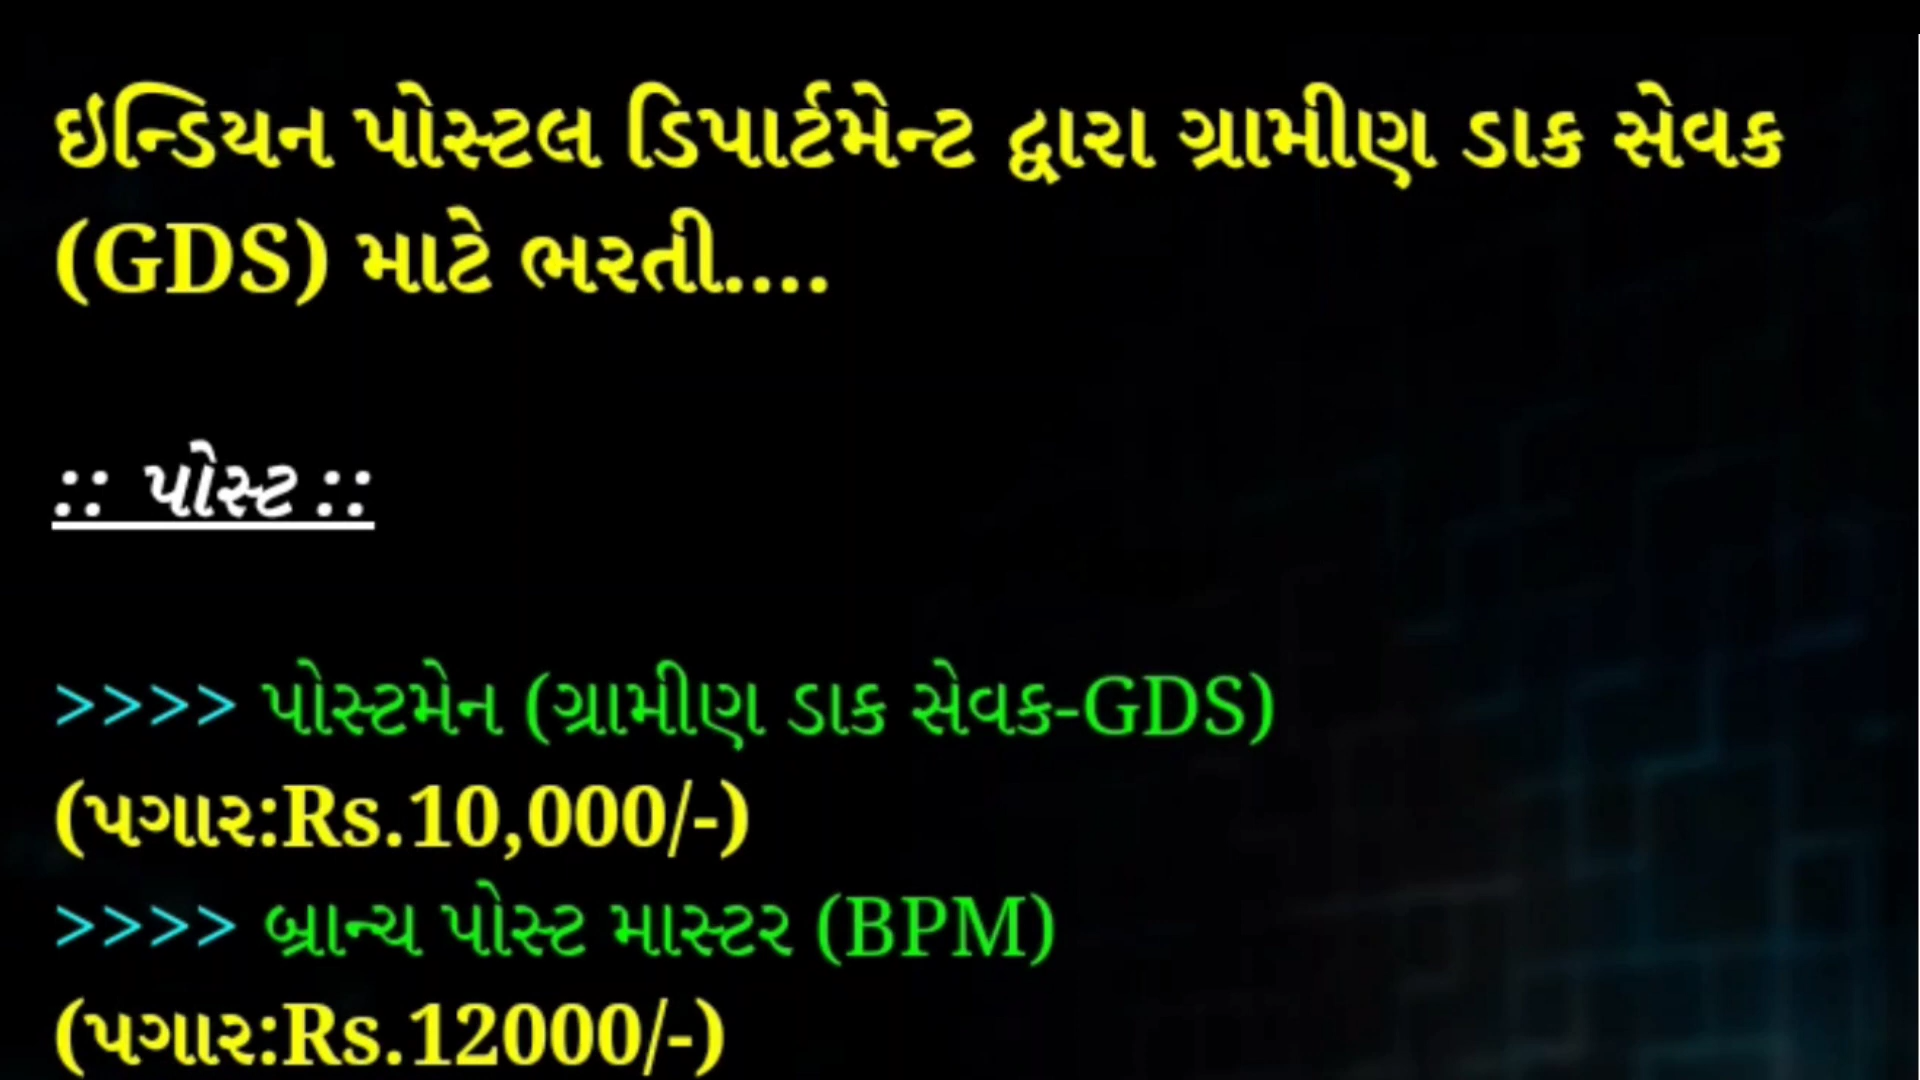 ઇન્ડિયન પોસ્ટલ ડિપાર્ટમેન્ટ દ્વારા ગ્રામીણ ડાક સેવક
(GDS) માટે ભરતી....
:: પોસ્ટ ::
>>>> પોસ્ટમેન (ગ્રામીણ ડાક સેવક-GDS)
(પગાર:Rs.10,000/-)
>>>> બ્રાન્ચ પોસ્ટ માસ્ટર (BPM)
(પગાર:Rs.12000/-)